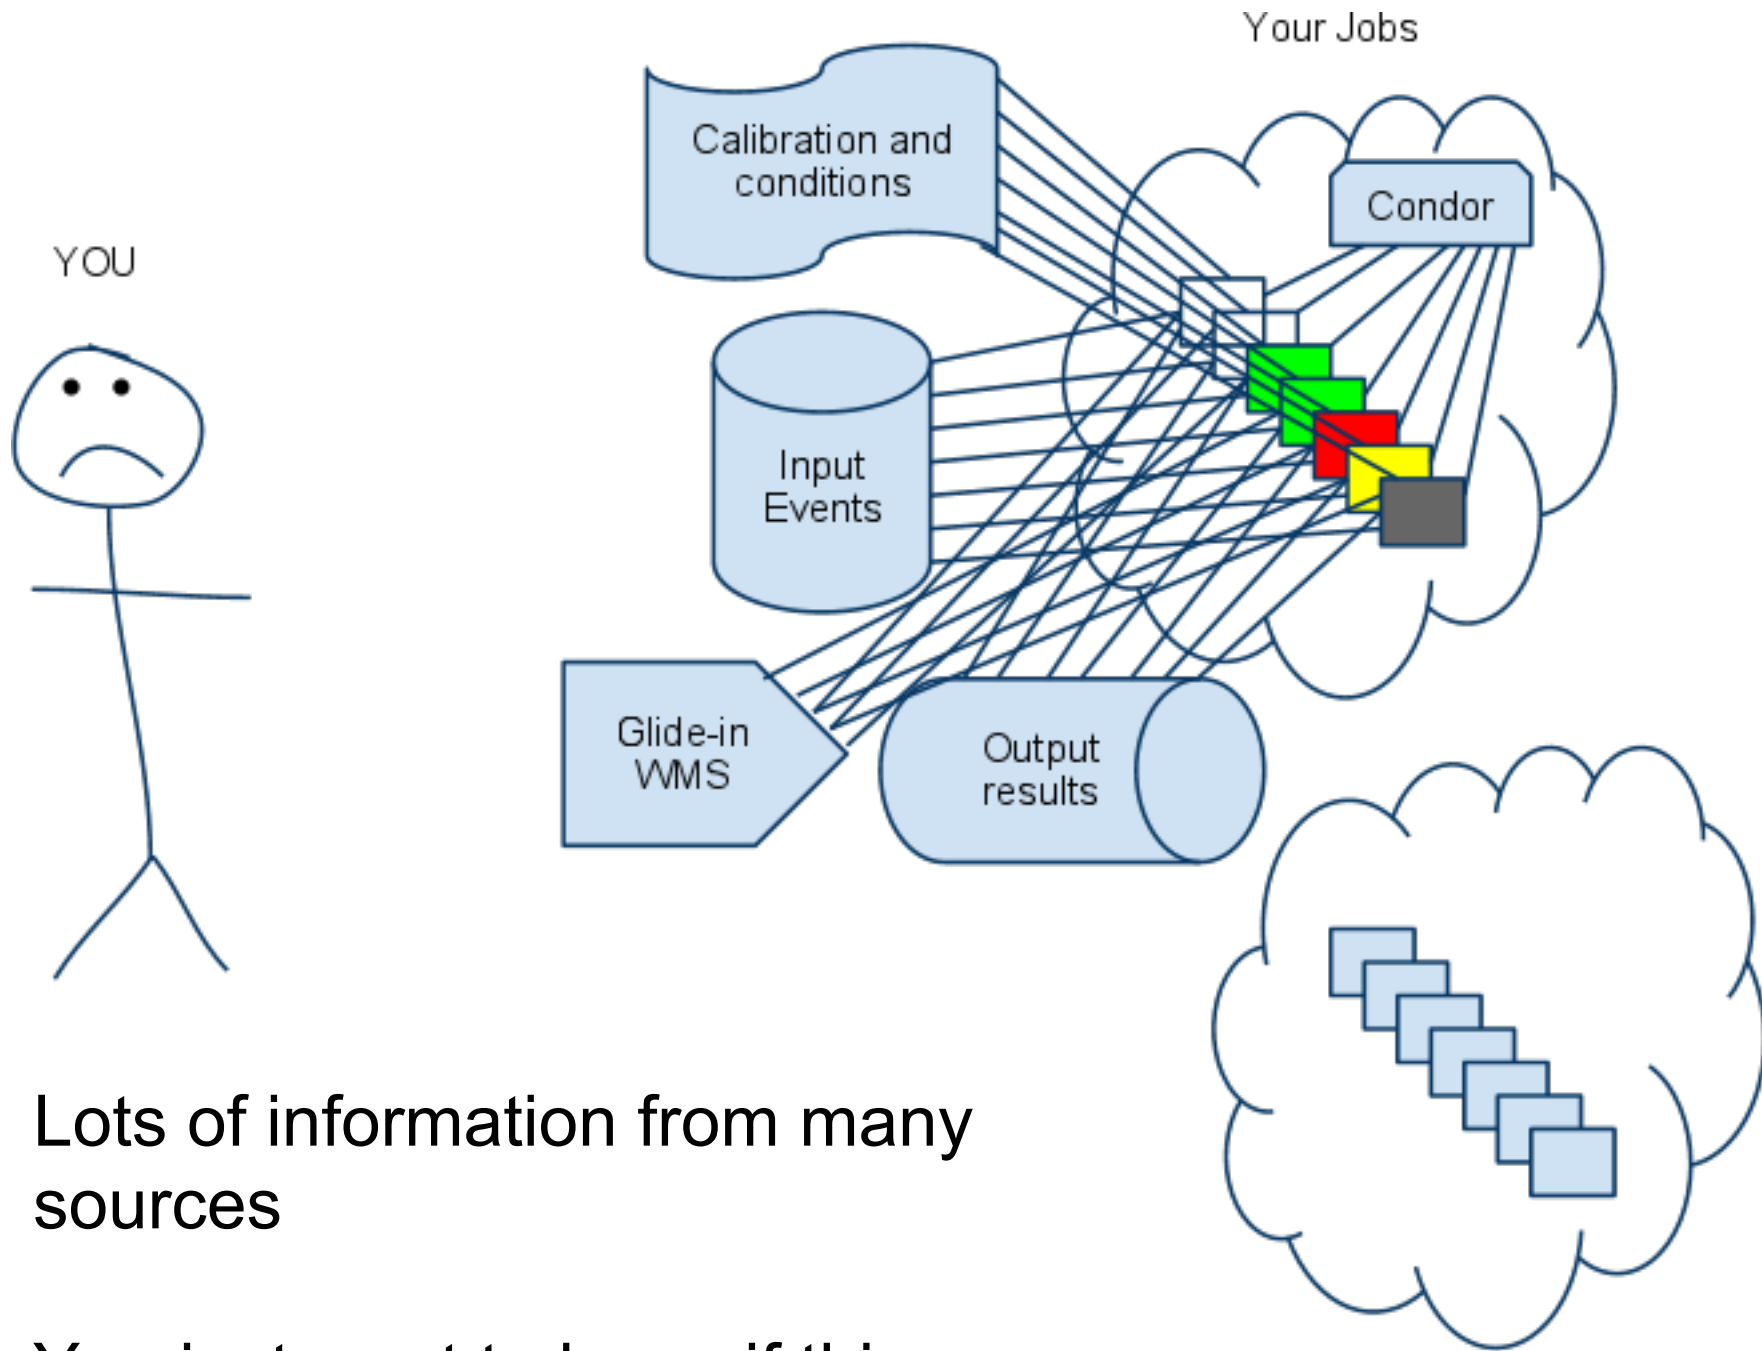 Your Jobs
Calibration and
conditions
Condor
YOU
Input
Events
Glide-in
WMS
Output
results
Lots of information from many
sources